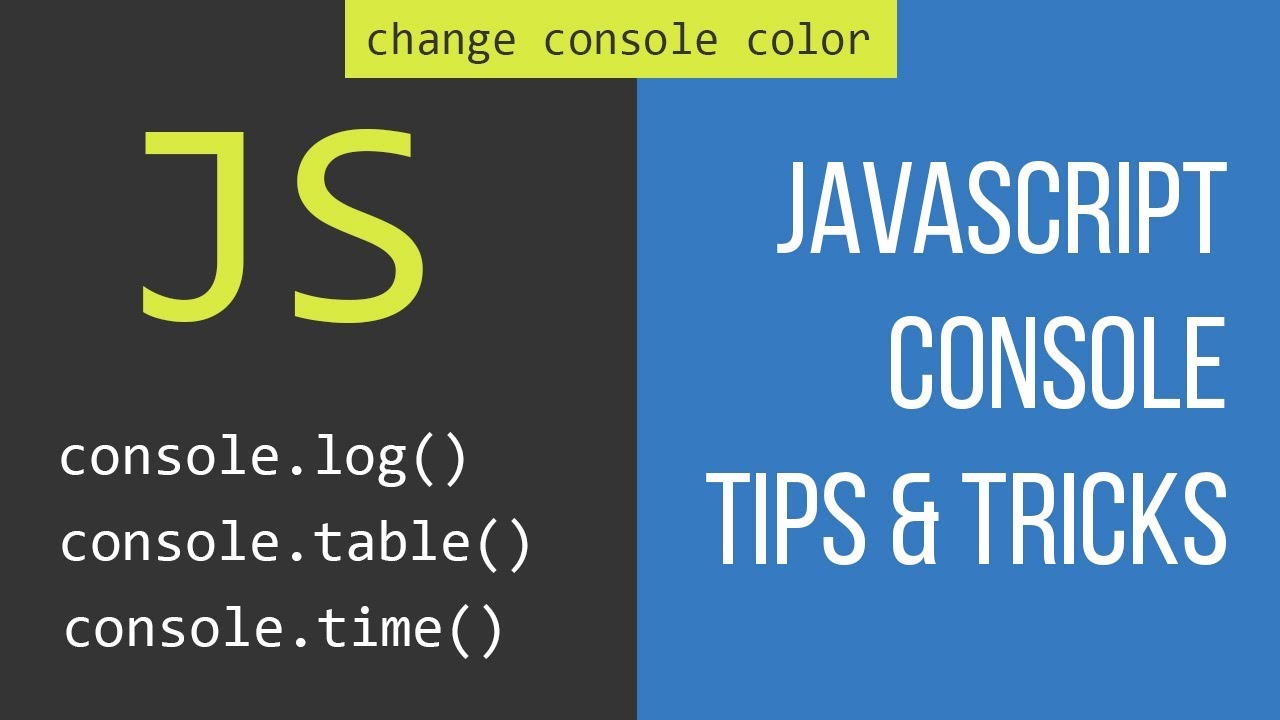 change console color
JS
console.log()
console.table()
console.time()
JAVASCRIPT
CONSOLE
TIPS & TRICKS